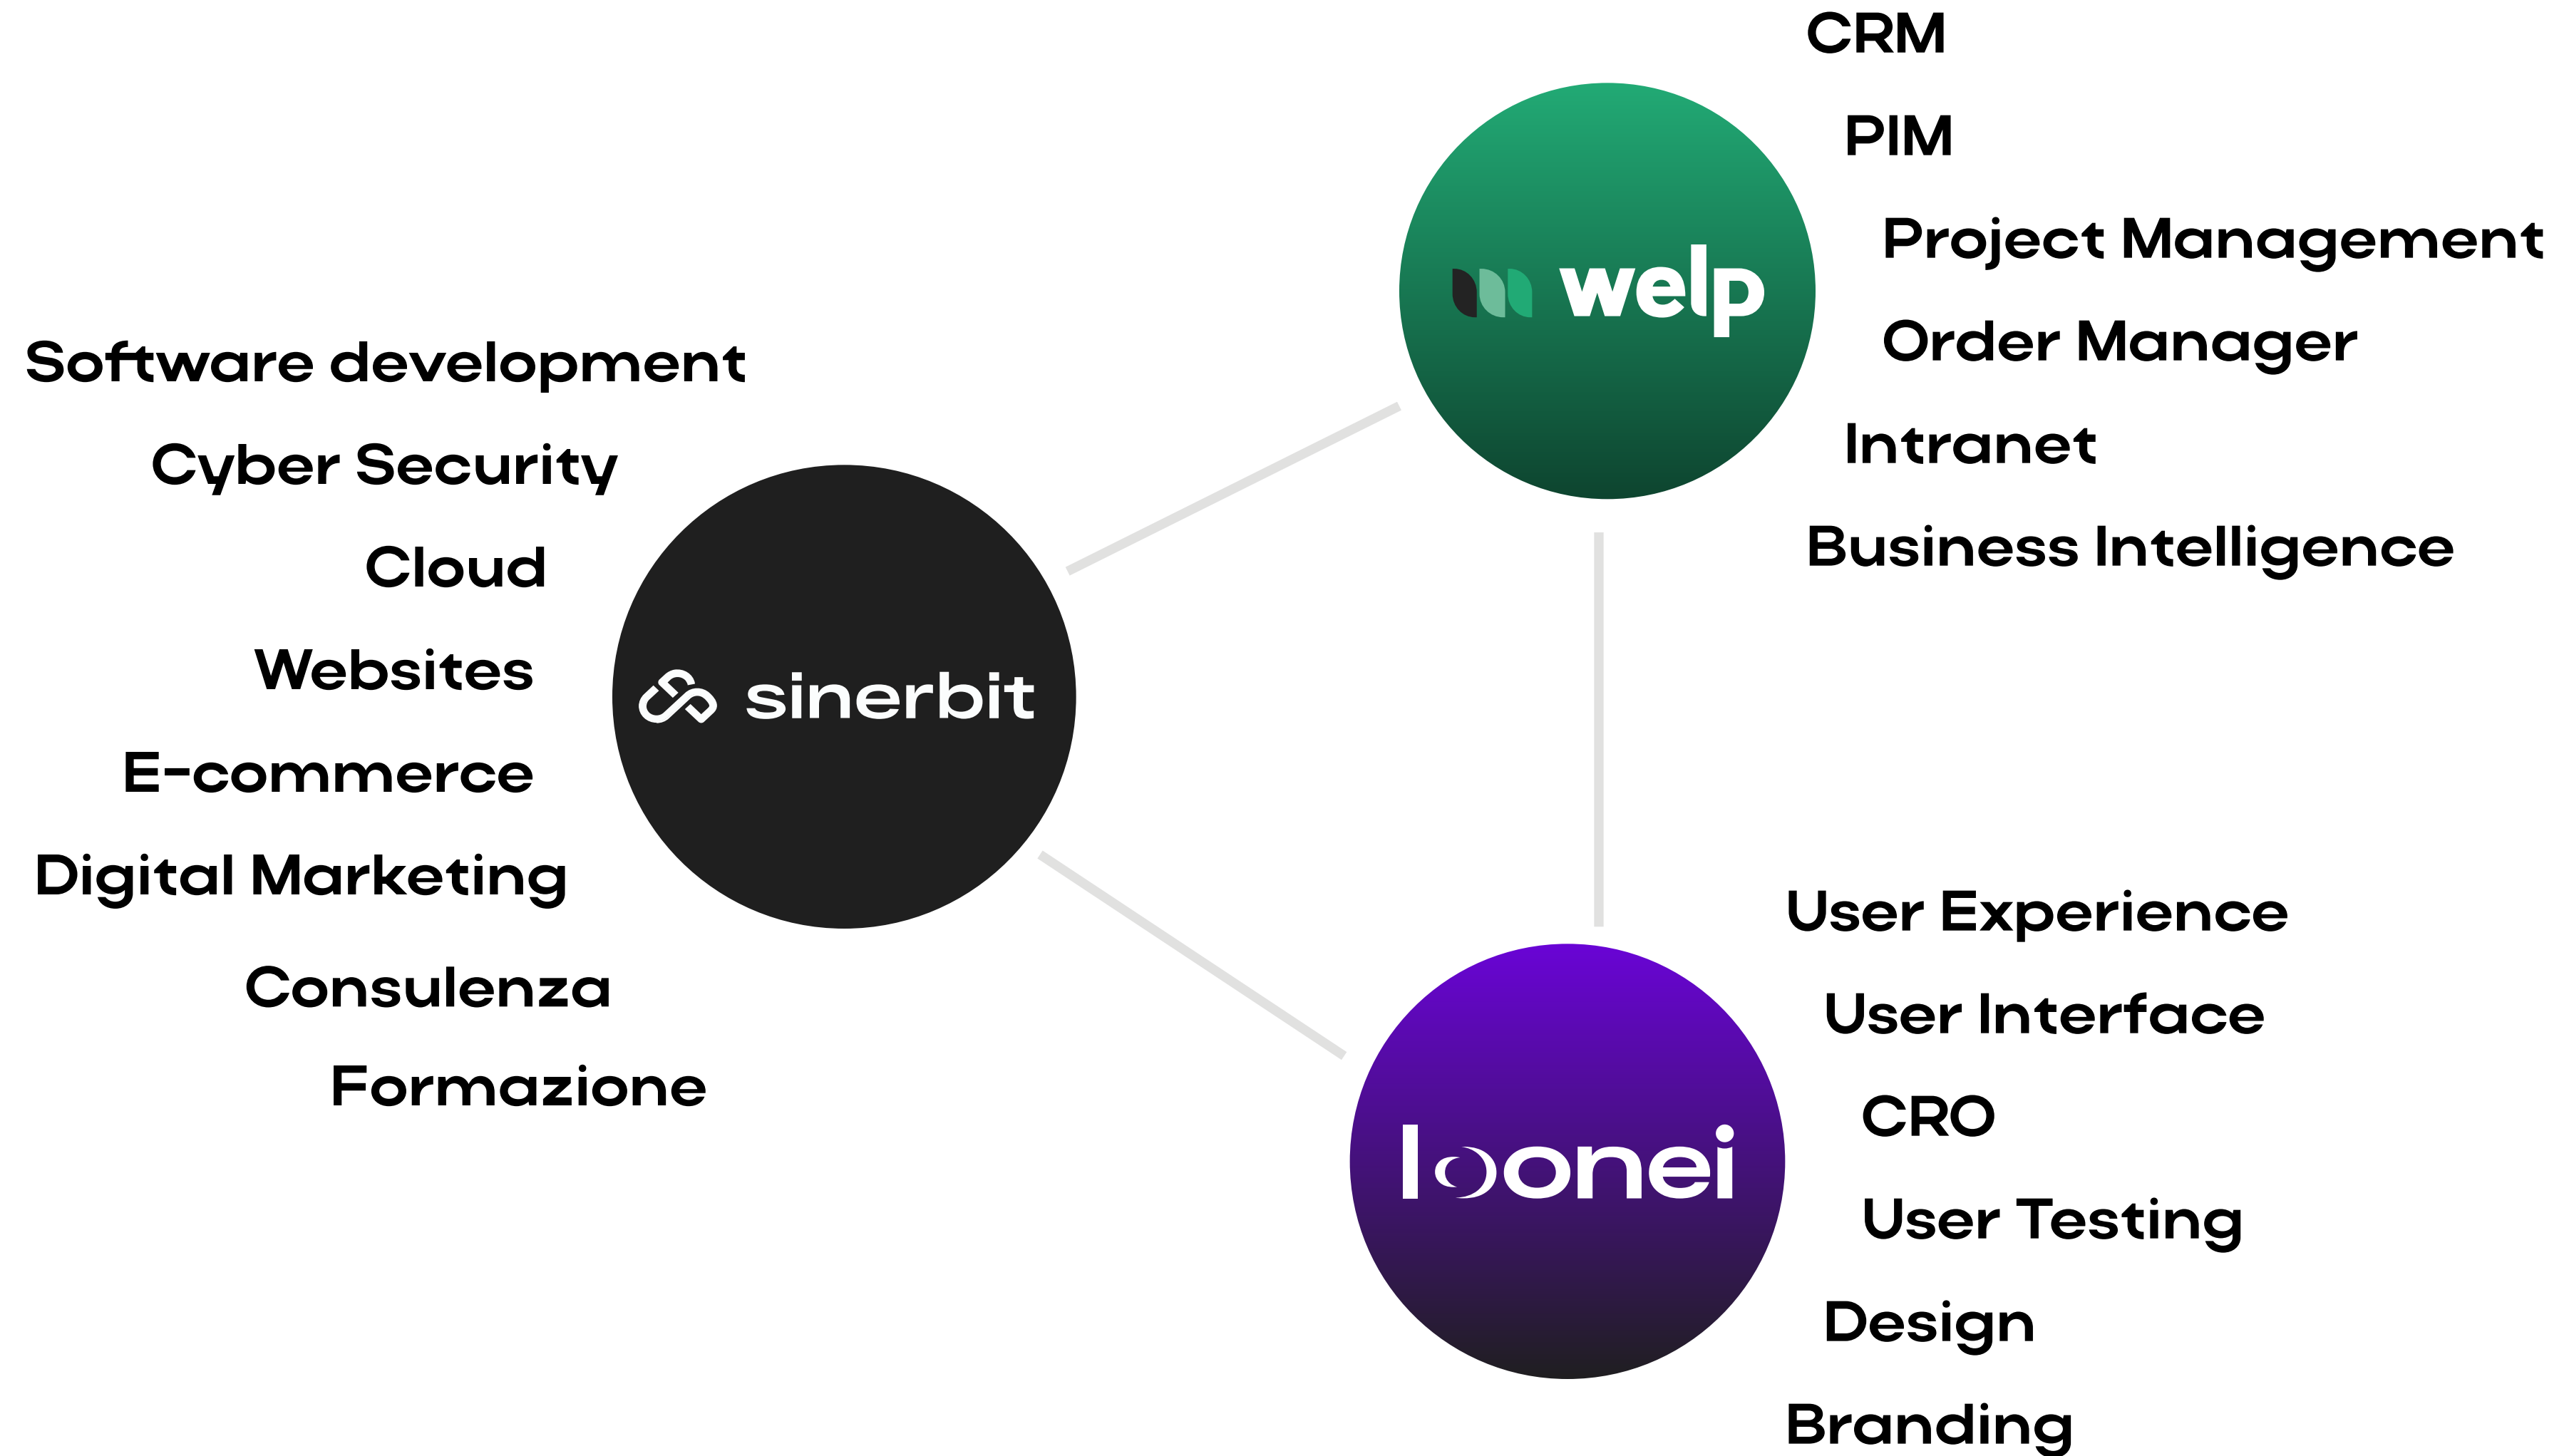 Software development
Cyber Security
Cloud
Websites
E-commerce
Digital Marketing
Consulenza
Formazione
sinerbit
welp
CRM
PIM
Project Management
Order Manager
Intranet
Business Intelligence
loonei
User Experience
User Interface
CRO
User Testing
Design
Branding